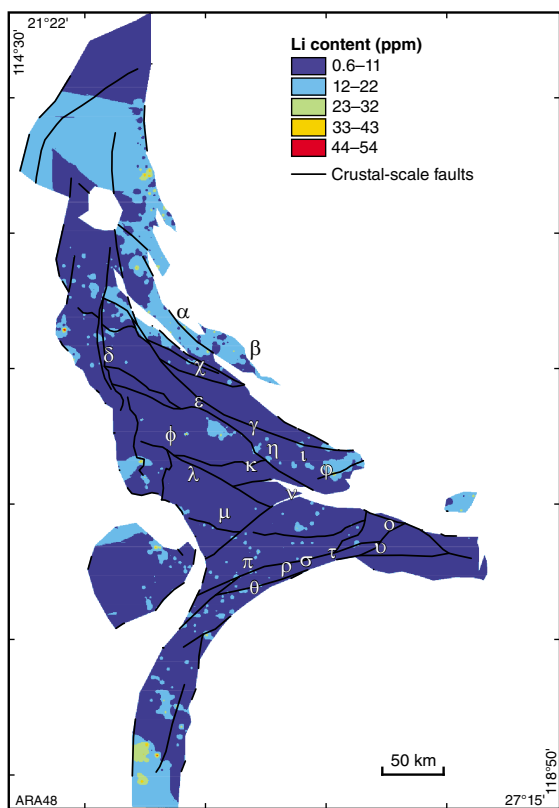 21°22'
114°30'
Li content (ppm)
0.6–11
12–22
23–32
33–43
44–54
Crustal-scale faults
α
β
χ
δ
ε
γ
ϕ
η
ι
κ
φ
λ
ν
μ
ο
π
ρ
σ
τ
υ
θ
50 km
118°50'
ARA48
27°15'